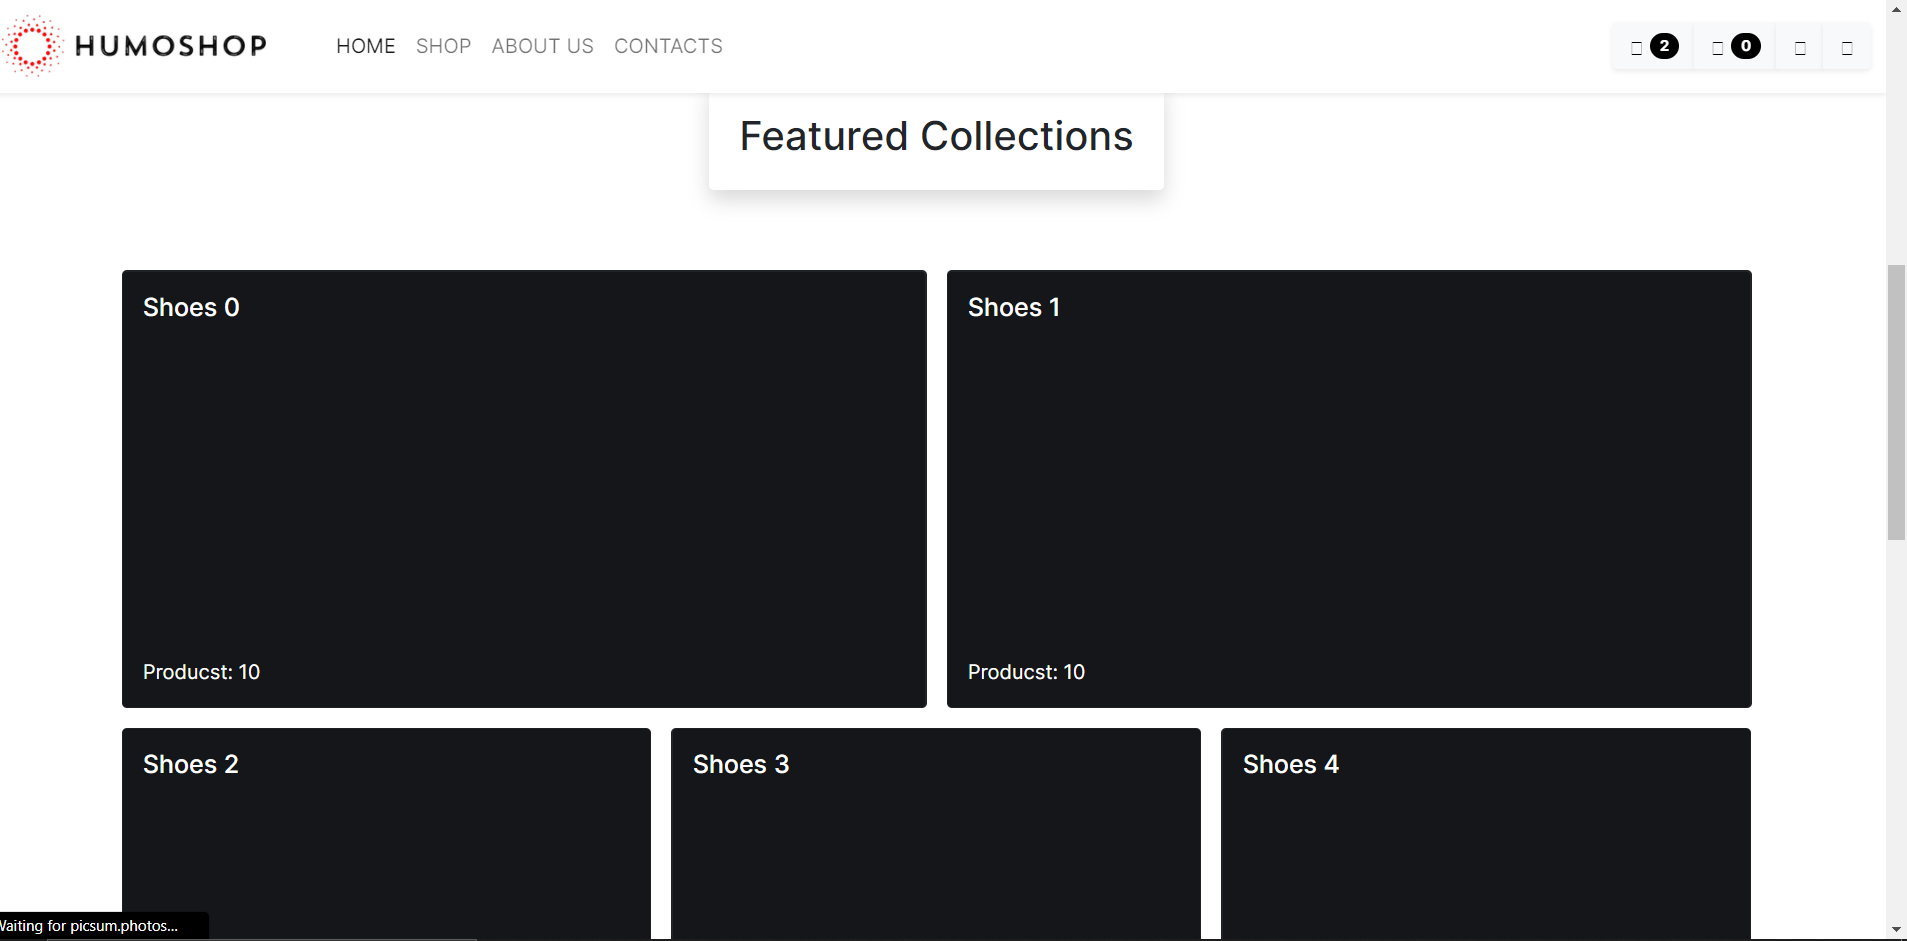 HUMOSHOP HOME SHOP ABOUT US CONTACTS 2 0
Featured Collections
Shoes 0 Shoes 1
Producst: 10 Producst: 10
Shoes 2 Shoes 3 Shoes 4
Waiting for picsum.photos...